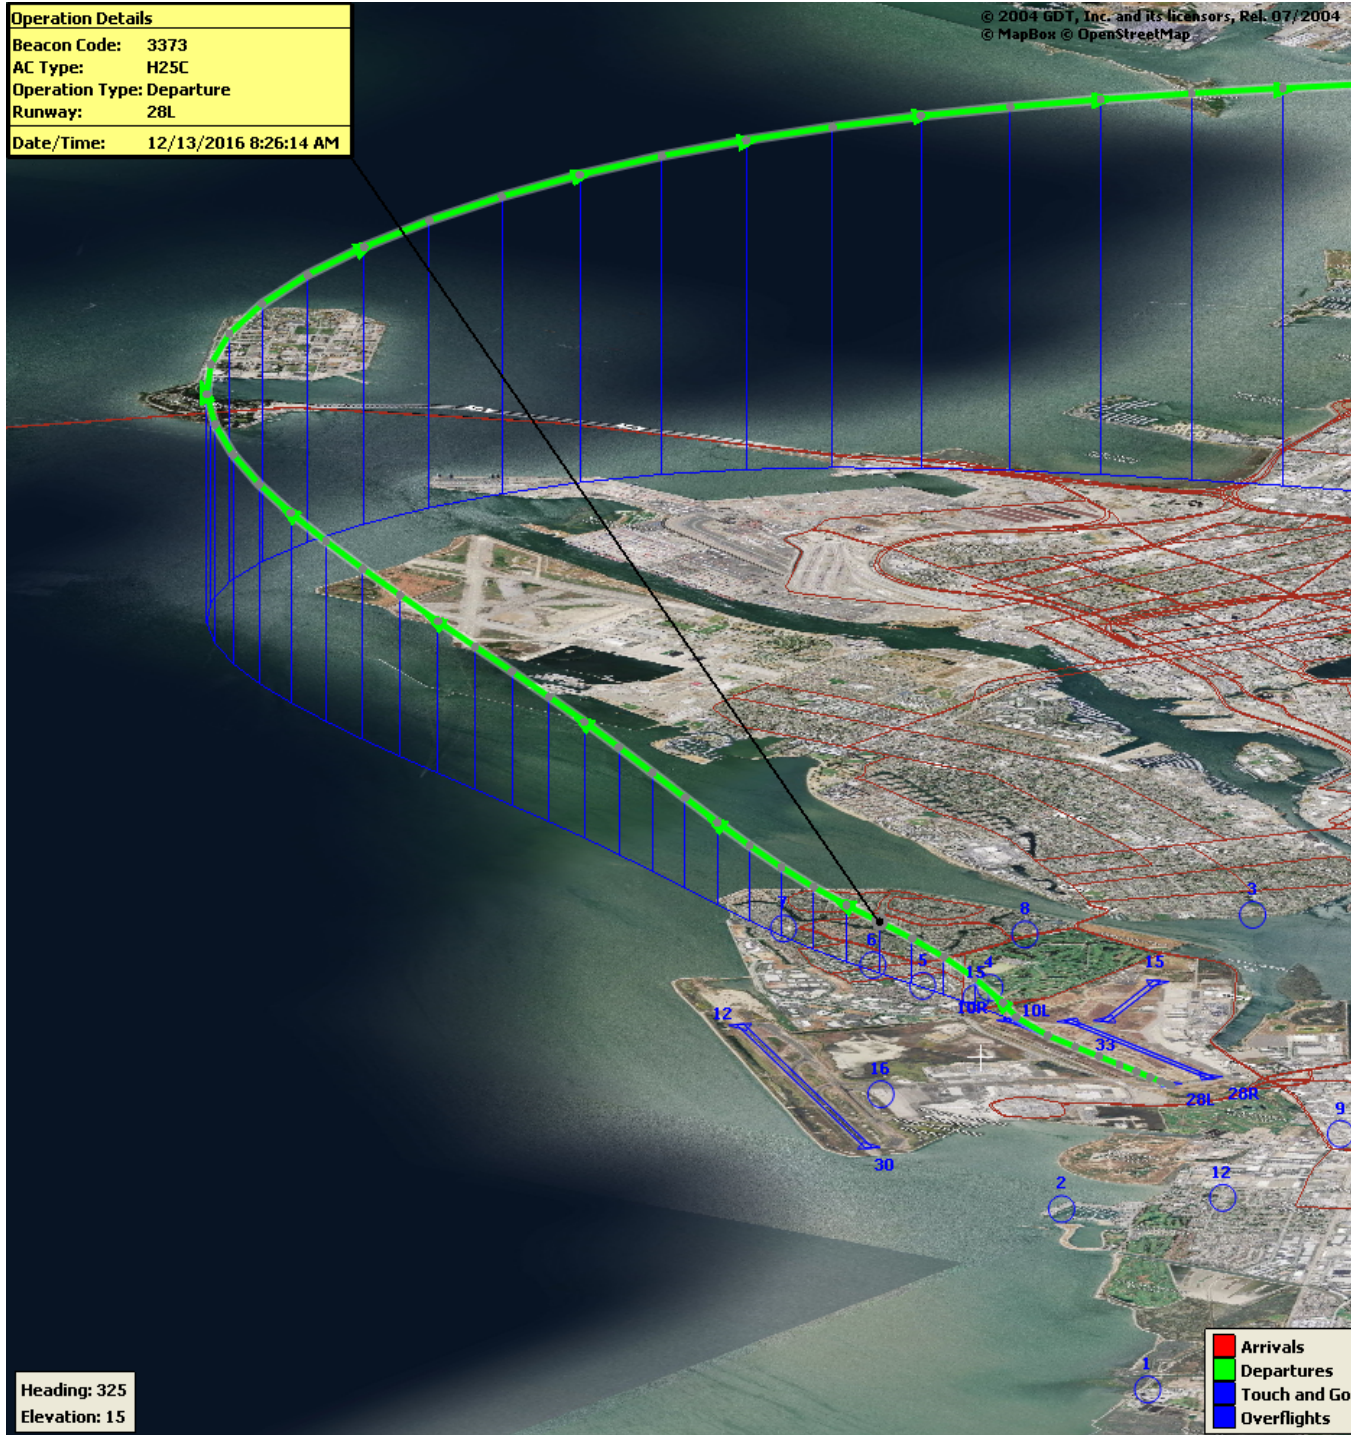 Operation Details
Beacon Code: 3373
AC Type: H25C
Operation Type: Departure
Runway: 28L
Date/Time: 12/13/2016 8:26:14 AM
© 2004 GDT, Inc. and its licensors, Rel. 07/2004
© MapBox © OpenStreetMap
3
7
8
6
5
4
15
15
10R
10L
12
33
16
28L
28R
9
30
2
12
1
Heading: 325
Elevation: 15
Arrivals
Departures
Touch and Go
Overflights